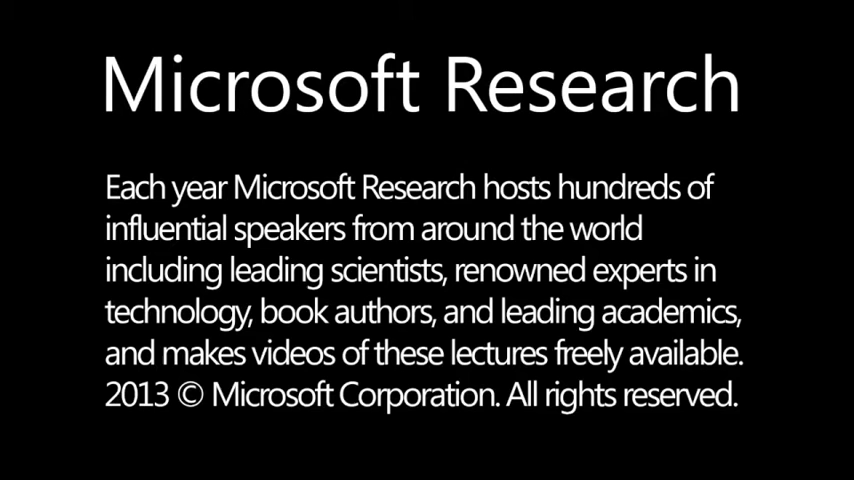 Microsoft Research
Each year Microsoft Research hosts hundreds of
influential speakers from around the world
including leading scientists, renowned experts in
technology, book authors, and leading academics,
and makes videos of these lectures freely available.
2013 © Microsoft Corporation. All rights reserved.